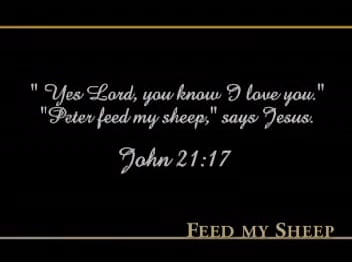 " Yes Lord, you know I love you."
"Peter feed my sheep," says Jesus.
John 21:17
FEED MY SHEEP